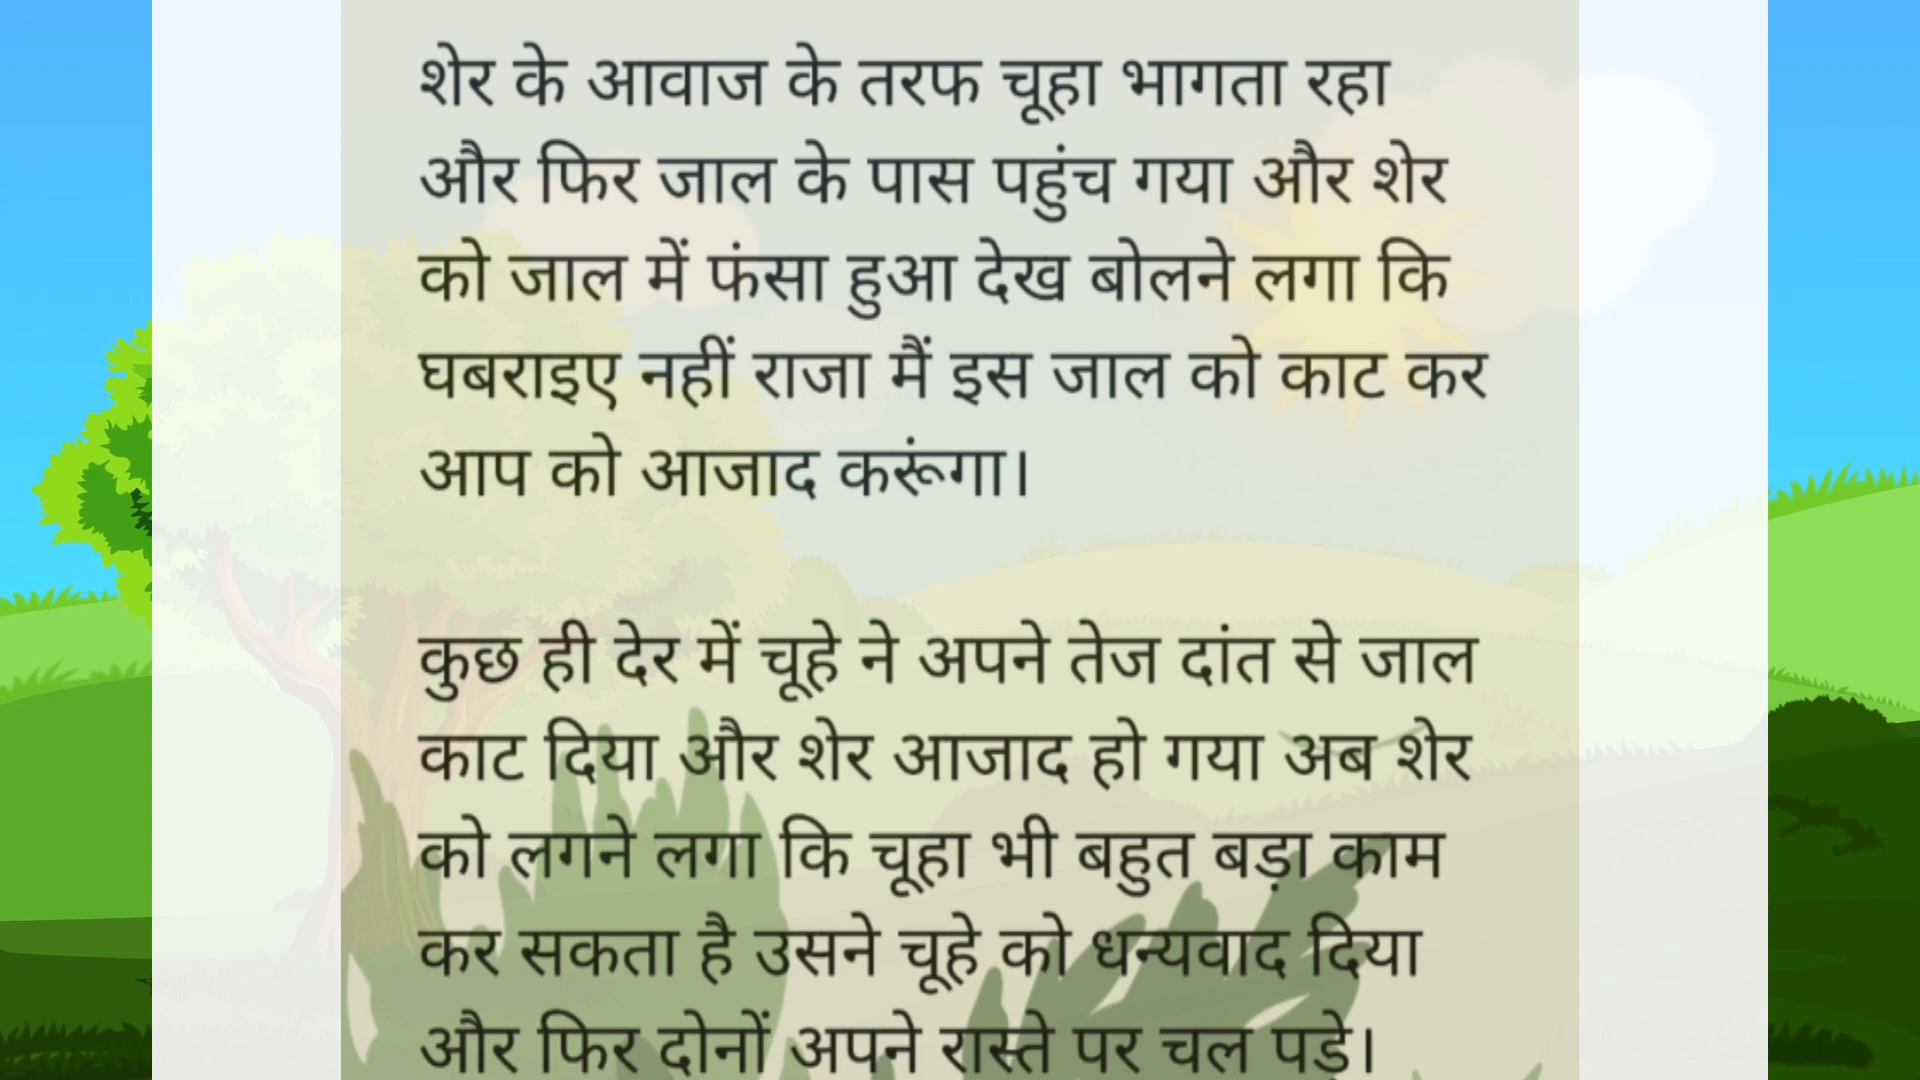 शेर के आवाज के तरफ चूहा भागता रहा
और फिर जाल के पास पहुंच गया और शेर
को जाल में फंसा हुआ देख बोलने लगा कि
घबराइए नहीं राजा मैं इस जाल को काट कर
आप को आजाद करूंगा।
कुछ ही देर में चूहे ने अपने तेज दांत से जाल
काट दिया और शेर आजाद हो गया अब शेर
को लगने लगा कि चूहा भी बहुत बड़ा काम
कर सकता है उसने चूहे को धन्यवाद दिया
और फिर दोनों अपने रास्ते पर चल पड़े।